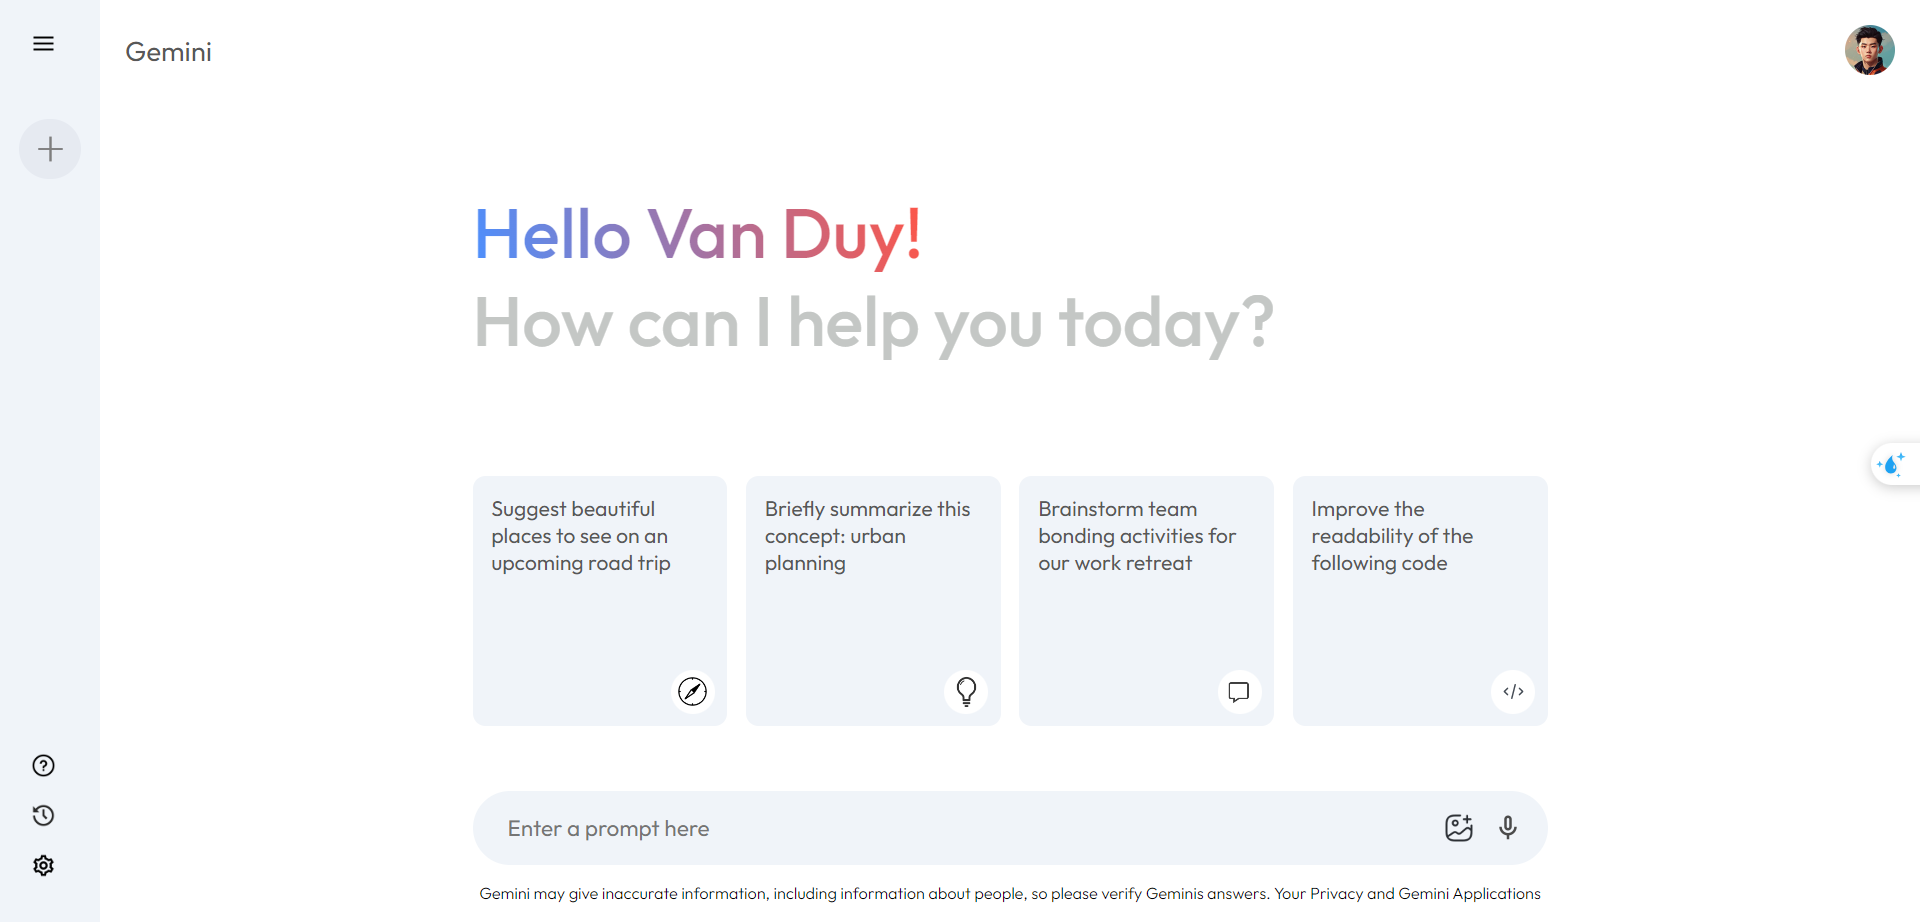 Gemini
Hello Van Duy!
How can I help you today?
Suggest beautiful
places to see on an
upcoming road trip
Briefly summarize this
concept: urban
planning
Brainstorm team
bonding activities for
our work retreat
Improve the
readability of the
following code
Enter a prompt here
Gemini may give inaccurate information, including information about people, so please verify Geminis answers. Your Privacy and Gemini Applications